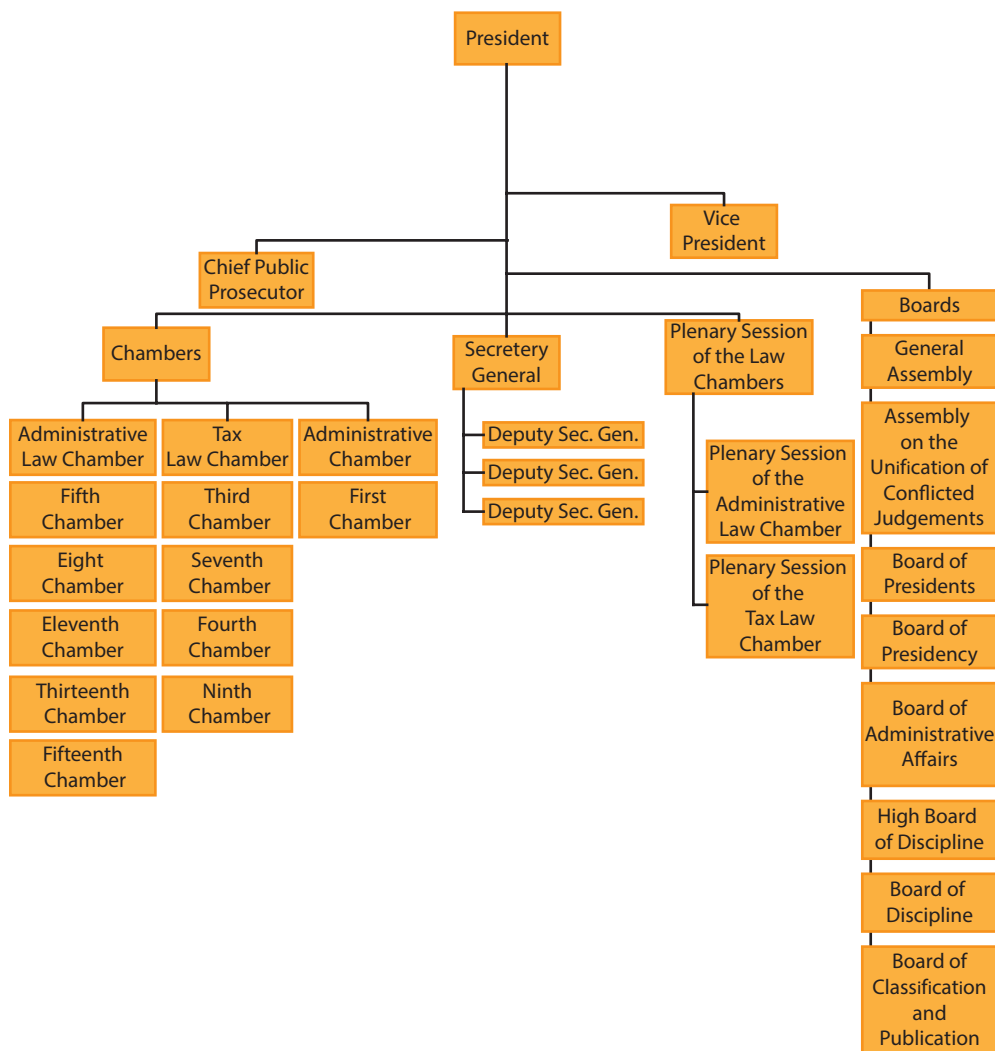 President
Vice
President
Chief Public
Prosecutor
Boards
Chambers
Secretery
General
Plenary Session
of the Law
Chambers
General
Assembly
Administrative
Law Chamber
Tax
Law Chamber
Administrative
Chamber
Deputy Sec. Gen.
Deputy Sec. Gen.
Deputy Sec. Gen.
Plenary Session
of the
Administrative
Law Chamber
Plenary Session
of the
Tax Law
Chamber
Assembly
on the
Unification of
Conflicted
Judgements
Fifth
Chamber
Third
Chamber
First
Chamber
Eight
Chamber
Seventh
Chamber
Eleventh
Chamber
Fourth
Chamber
Thirteenth
Chamber
Ninth
Chamber
Fifteenth
Chamber
Board of
Presidents
Board of
Presidency
Board of
Administrative
Affairs
High Board
of Discipline
Board of
Discipline
Board of
Classification
and
Publication